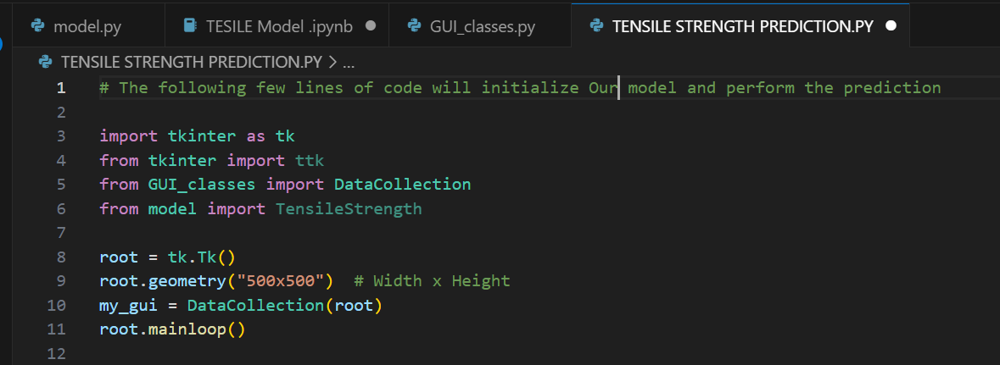 model.py TESILE Model .ipynb GUI_classes.py TENSILE STRENGTH PREDICTION.PY
TENSILE STRENGTH PREDICTION.PY > ...
1 # The following few lines of code will initialize Our model and perform the prediction
2
3 import tkinter as tk
4 from tkinter import ttk
5 from GUI_classes import DataCollection
6 from model import TensileStrength
7
8 root = tk.Tk()
9 root.geometry("500x500")  # Width x Height
10 my_gui = DataCollection(root)
11 root.mainloop()
12